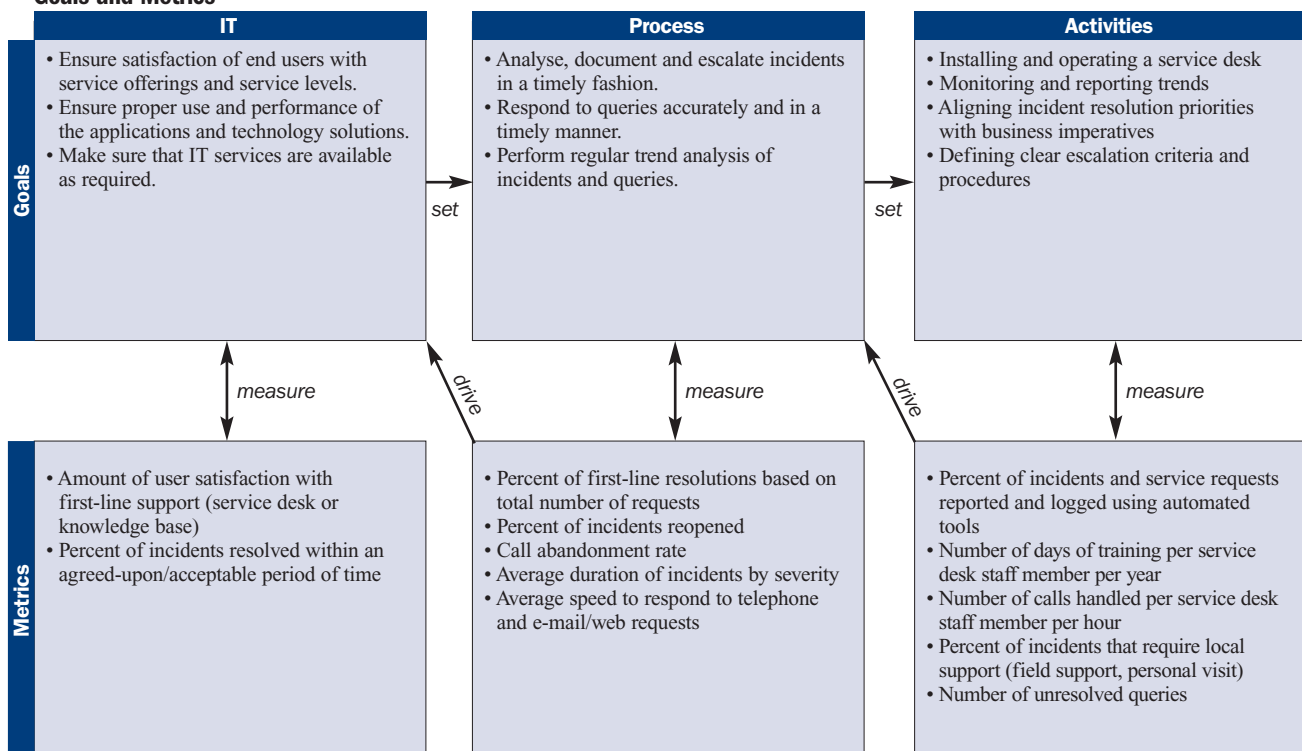 Goals and Metrics
IT
Process
Activities
Goals
• Ensure satisfaction of end users with
service offerings and service levels.
• Ensure proper use and performance of
the applications and technology solutions.
• Make sure that IT services are available
as required.
set
• Analyse, document and escalate incidents
in a timely fashion.
• Respond to queries accurately and in a
timely manner.
• Perform regular trend analysis of
incidents and queries.
set
• Installing and operating a service desk
• Monitoring and reporting trends
• Aligning incident resolution priorities
with business imperatives
• Defining clear escalation criteria and
procedures
measure
drive
measure
drive
measure
Metrics
• Amount of user satisfaction with
first-line support (service desk or
knowledge base)
• Percent of incidents resolved within an
agreed-upon/acceptable period of time
• Percent of first-line resolutions based on
total number of requests
• Percent of incidents reopened
• Call abandonment rate
• Average duration of incidents by severity
• Average speed to respond to telephone
and e-mail/web requests
• Percent of incidents and service requests
reported and logged using automated
tools
• Number of days of training per service
desk staff member per year
• Number of calls handled per service desk
staff member per hour
• Percent of incidents that require local
support (field support, personal visit)
• Number of unresolved queries